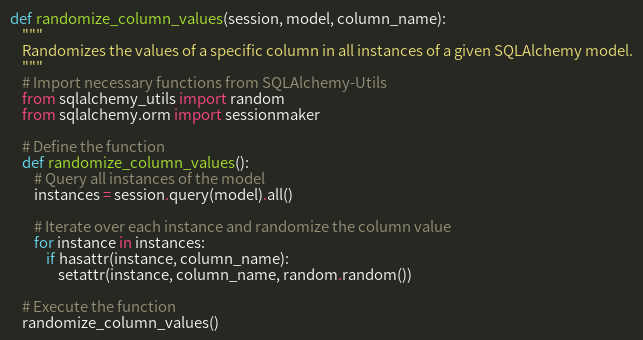 def randomize_column_values(session, model, column_name):
    """
    Randomizes the values of a specific column in all instances of a given SQLAlchemy model.
    """
    # Import necessary functions from SQLAlchemy-Utils
    from sqlalchemy_utils import random
    from sqlalchemy.orm import sessionmaker

    # Define the function
    def randomize_column_values():
        # Query all instances of the model
        instances = session.query(model).all()

        # Iterate over each instance and randomize the column value
        for instance in instances:
            if hasattr(instance, column_name):
                setattr(instance, column_name, random.random())

    # Execute the function
    randomize_column_values()